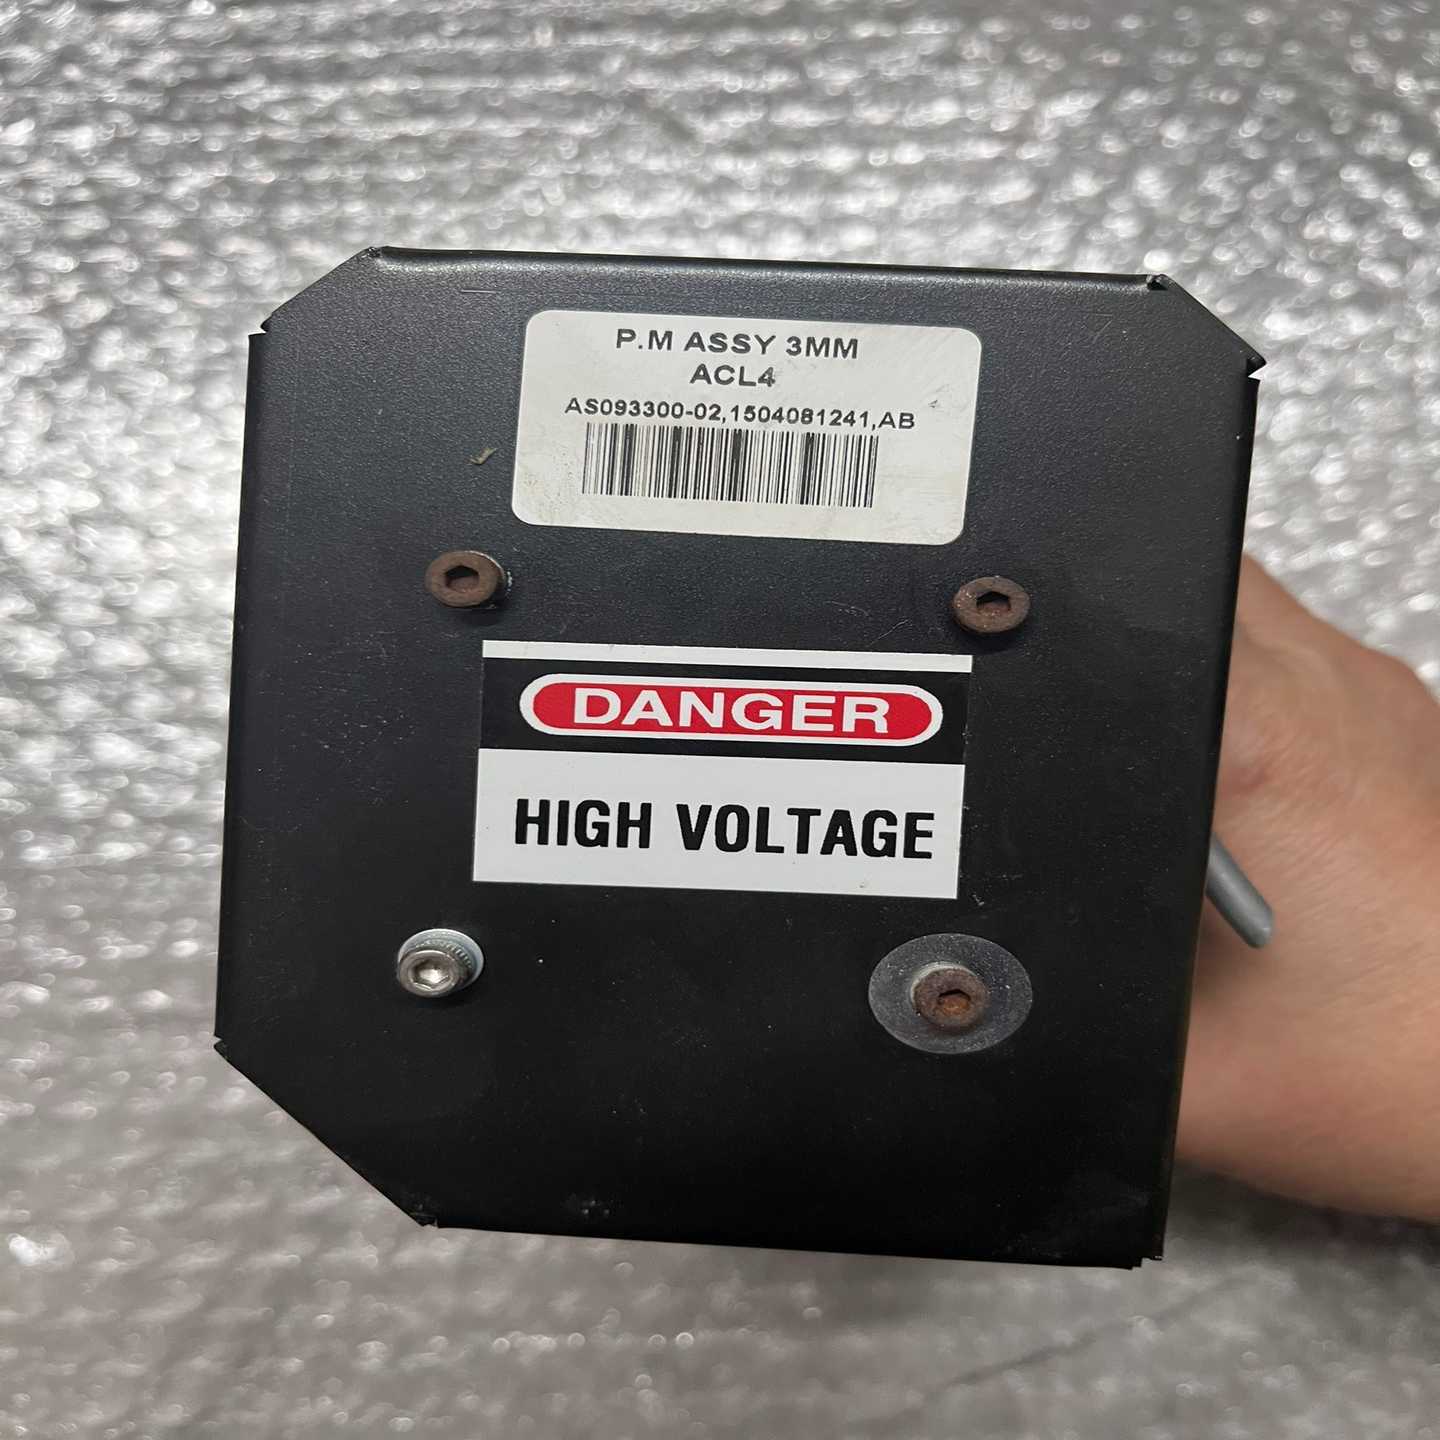 P.M ASSY 3MM
ACL4
AS093300-02,1504081241,AB
DANGER
HIGH VOLTAGE